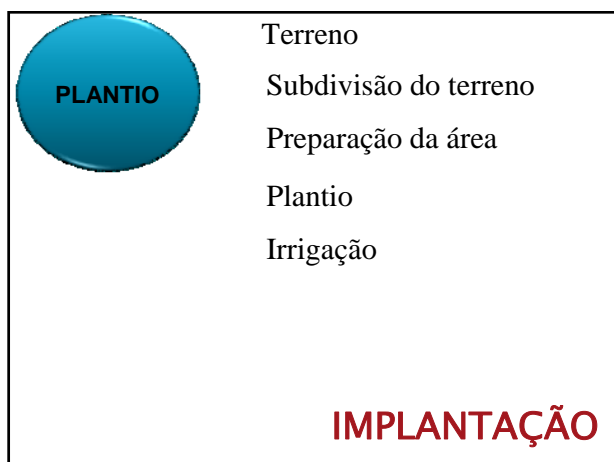 PLANTIO
Terreno
Subdivisão do terreno
Preparação da área
Plantio
Irrigação
IMPLANTAÇÃO